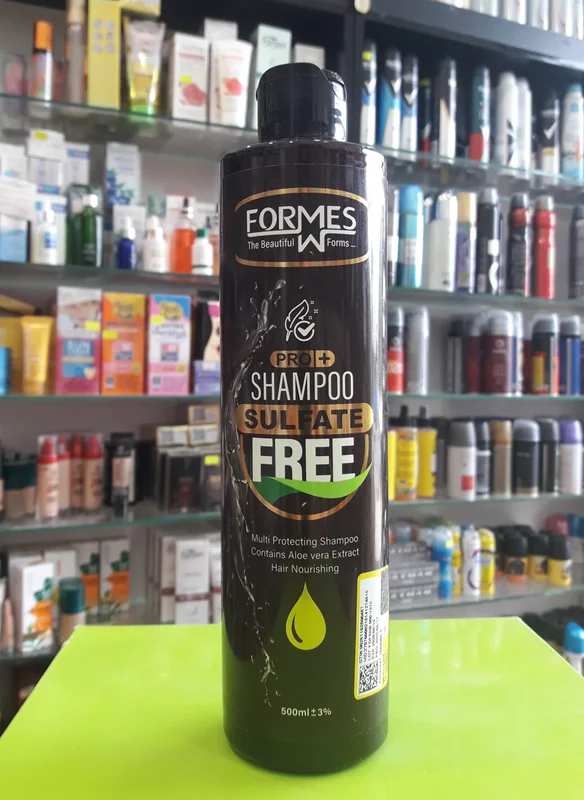 FORMES
The Beautiful Forms ...
PRO +
SHAMPOO
SULFATE
FREE
Multi Protecting Shampoo
Contains Aloe vera Extract
Hair Nourishing
500ml±3%